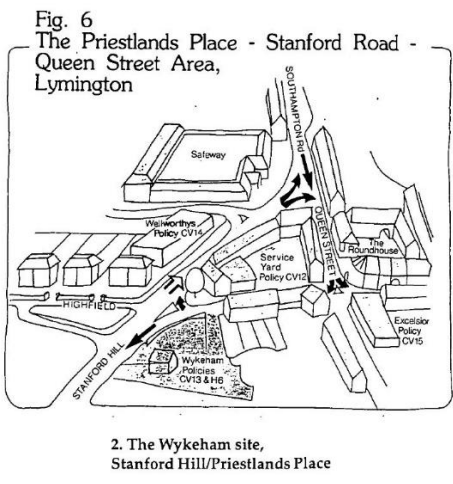 Fig. 6
The Priestlands Place - Stanford Road -
Queen Street Area,
Lymington
SOUTHAMPTON Rd
Safeway
Wellworthys
Policy CV14
QUEEN STREET
The
Roundhouse
Service
Yard
Policy CV12
HIGHFIELD
Excelsior
Policy
CV15
STANFORD HILL
Wykeham
Policies
CV13 & H6
2. The Wykeham site,
Stanford Hill/Priestlands Place